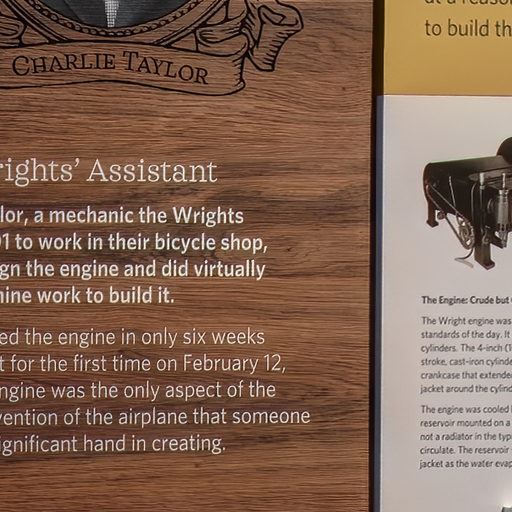 CHARLIE TAYLOR
rights' Assistant
lor, a mechanic the Wrights
1 to work in their bicycle shop,
gn the engine and did virtually
hine work to build it.
ed the engine in only six weeks
t for the first time on February 12,
ngine was the only aspect of the
vention of the airplane that someone
ignificant hand in creating.
at a reason
to build th
The Engine: Crude but
The Wright engine was
standards of the day. It
cylinders. The 4-inch (1
stroke, cast-iron cylinde
crankcase that extended
jacket around the cylind
The engine was cooled
reservoir mounted on a
not a radiator in the typ
circulate. The reservoir
jacket as the water evap